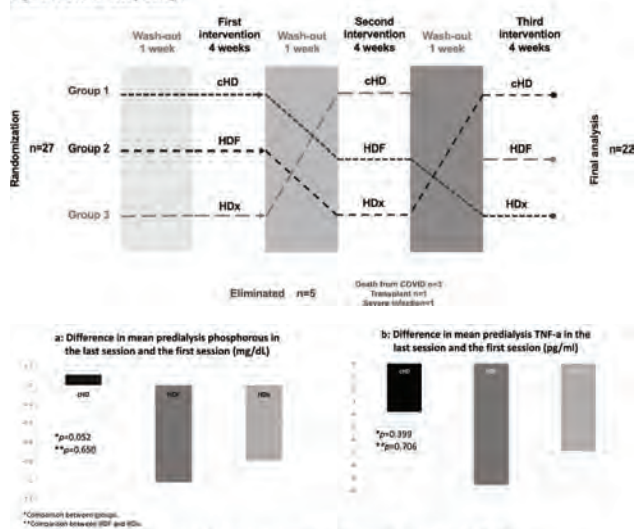 Wash-out 1 week
First intervention 4 weeks
Wash-out 1 week
Second intervention 4 weeks
Wash-out 1 week
Third intervention 4 weeks
Randomization
n=27
Group 1
cHD
cHD
cHD
Group 2
HDF
HDF
HDF
Group 3
HDx
HDx
HDx
Final analysis
n=22
Eliminated n=5
Death from COVID n=3
Transplant n=1
Severe infection=1
a: Difference in mean predialysis phosphorous in
the last session and the first session (mg/dL)
cHD
HDF
HDx
*p=0.052
**p=0.650
*Comparison between groups.
**Comparison between HDF and HDx.
b: Difference in mean predialysis TNF-a in the
last session and the first session (pg/ml)
cHD
*p=0.399
**p=0.706